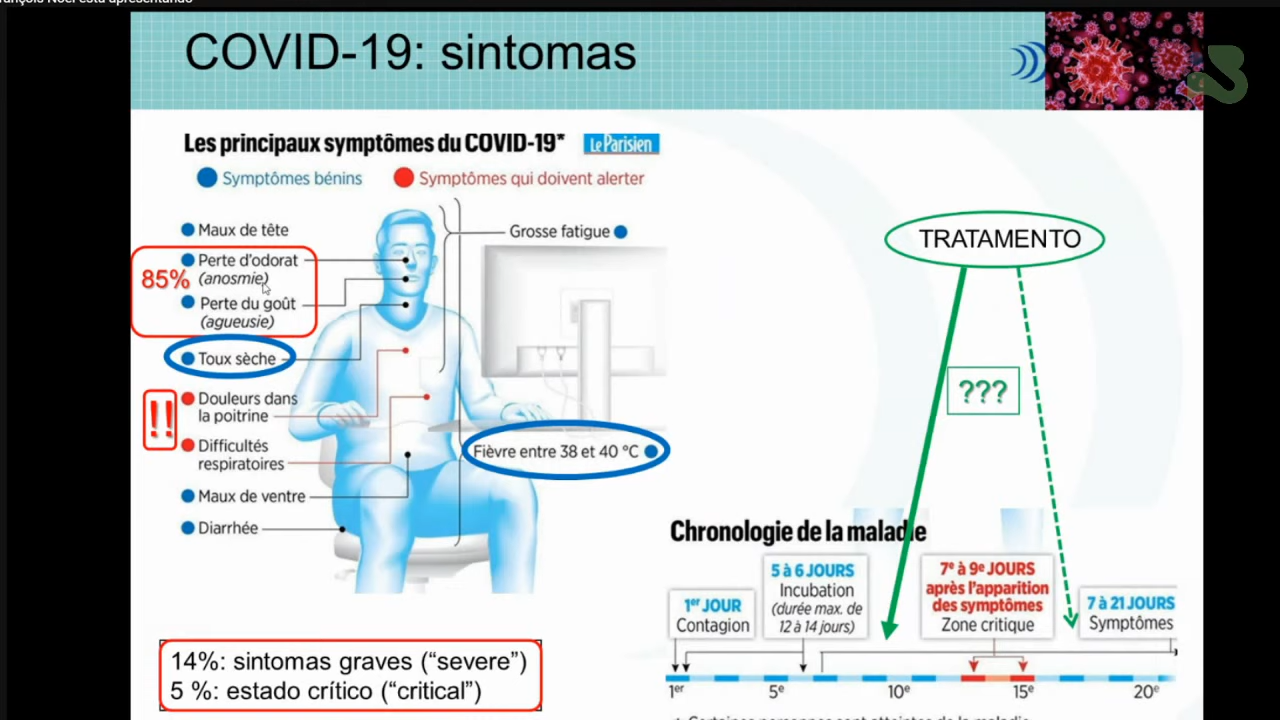 COVID-19: sintomas
Les principaux symptômes du COVID-19*
Le Parisien
Symptômes bénins
Symptômes qui doivent alerter
Maux de tête
Grosse fatigue
85%
Perte d'odorat
(anosmie)
Perte du goût
(agueusie)
Toux sèche
!!
Douleurs dans
la poitrine
Difficultés
respiratoires
Fièvre entre 38 et 40 °C
Maux de ventre
Diarrhée
TRATAMENTO
???
Chronologie de la maladie
1er JOUR
Contagion
5 à 6 JOURS
Incubation
(durée max. de
12 à 14 jours)
7e à 9e JOURS
après l'apparition
des symptômes
Zone critique
7 à 21 JOURS
Symptômes
1er 5e 10e 15e 20e
14%: sintomas graves (“severe”)
5 %: estado crítico (“critical”)